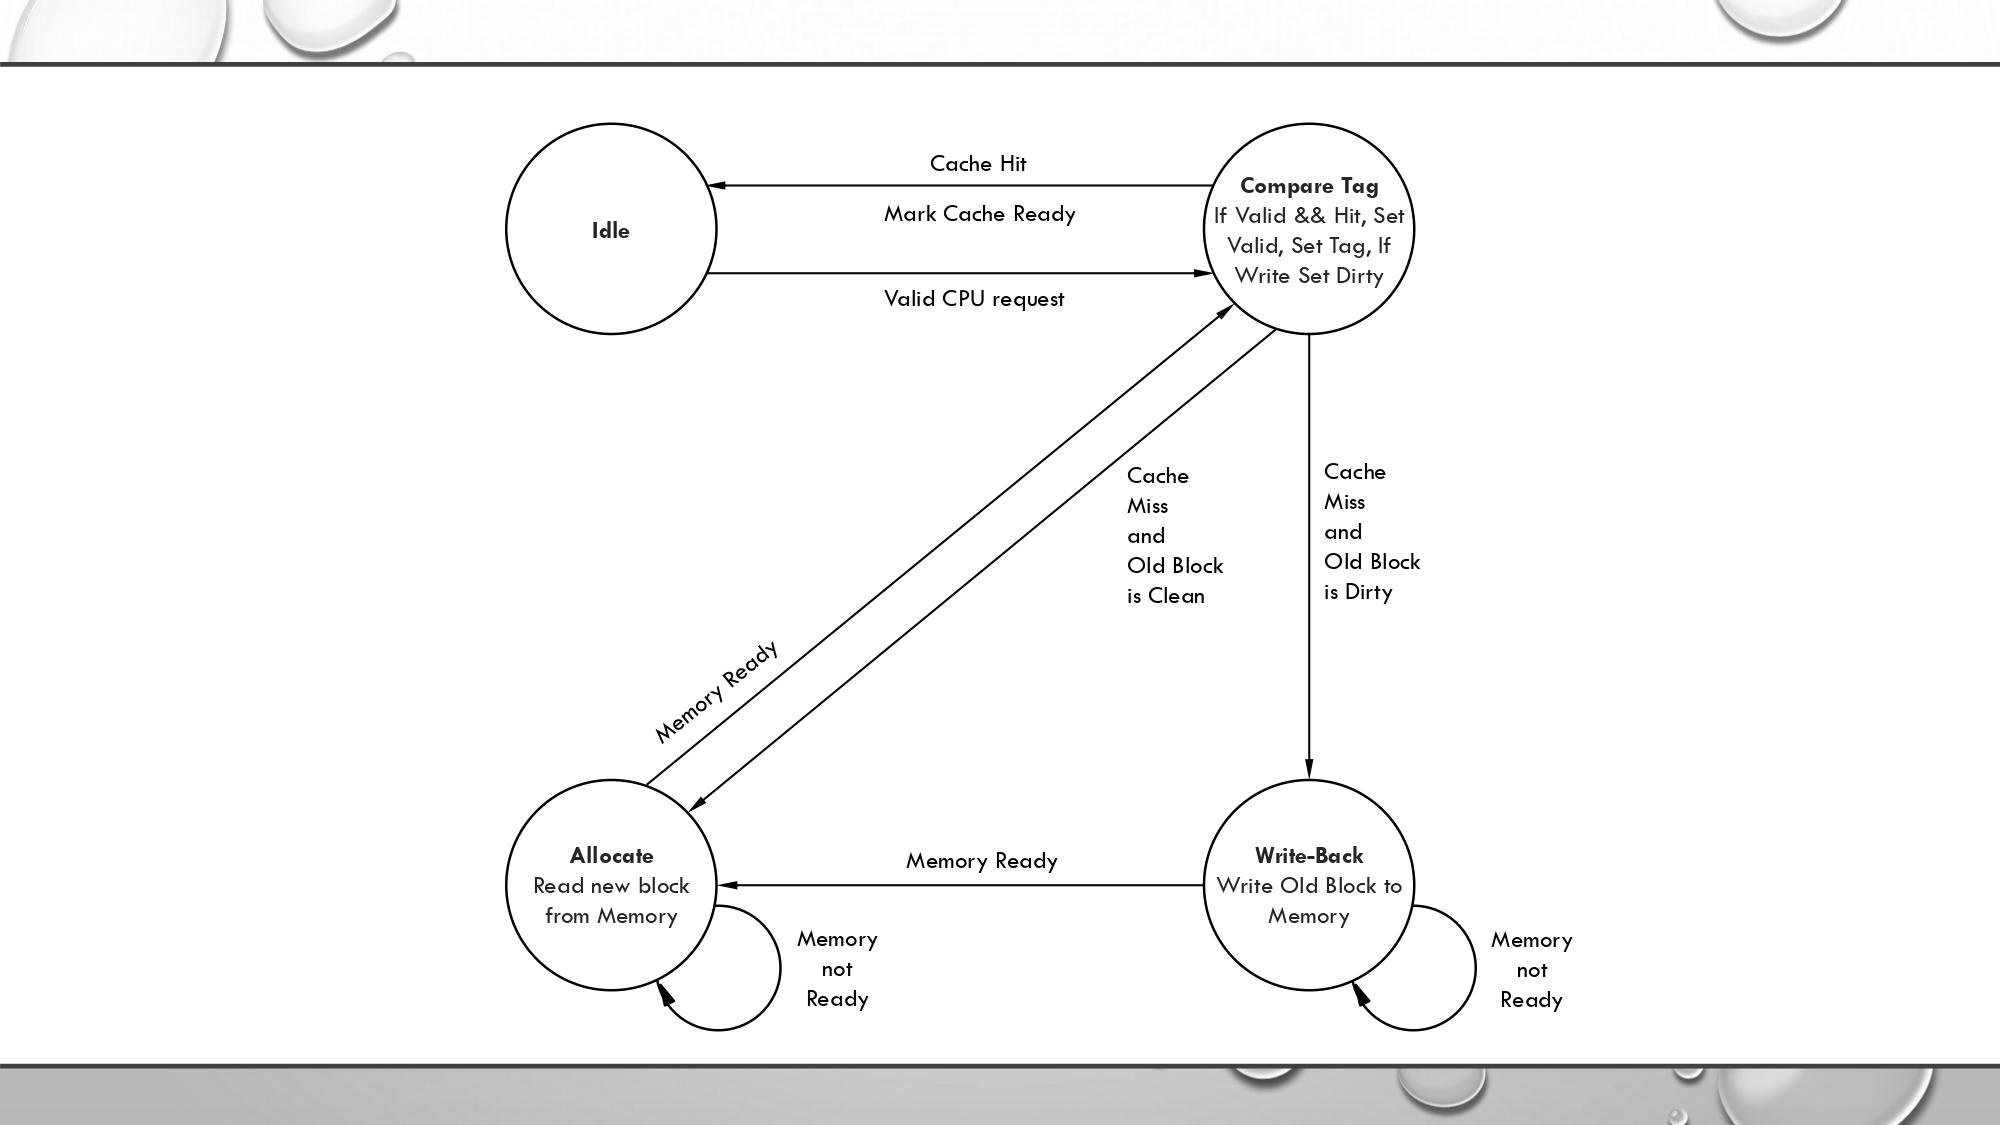 Cache Hit
Mark Cache Ready
Idle
Compare Tag
If Valid && Hit, Set
Valid, Set Tag, If
Write Set Dirty
Valid CPU request
Cache
Miss
and
Old Block
is Clean
Cache
Miss
and
Old Block
is Dirty
Memory Ready
Allocate
Read new block
from Memory
Memory Ready
Write-Back
Write Old Block to
Memory
Memory
not
Ready
Memory
not
Ready